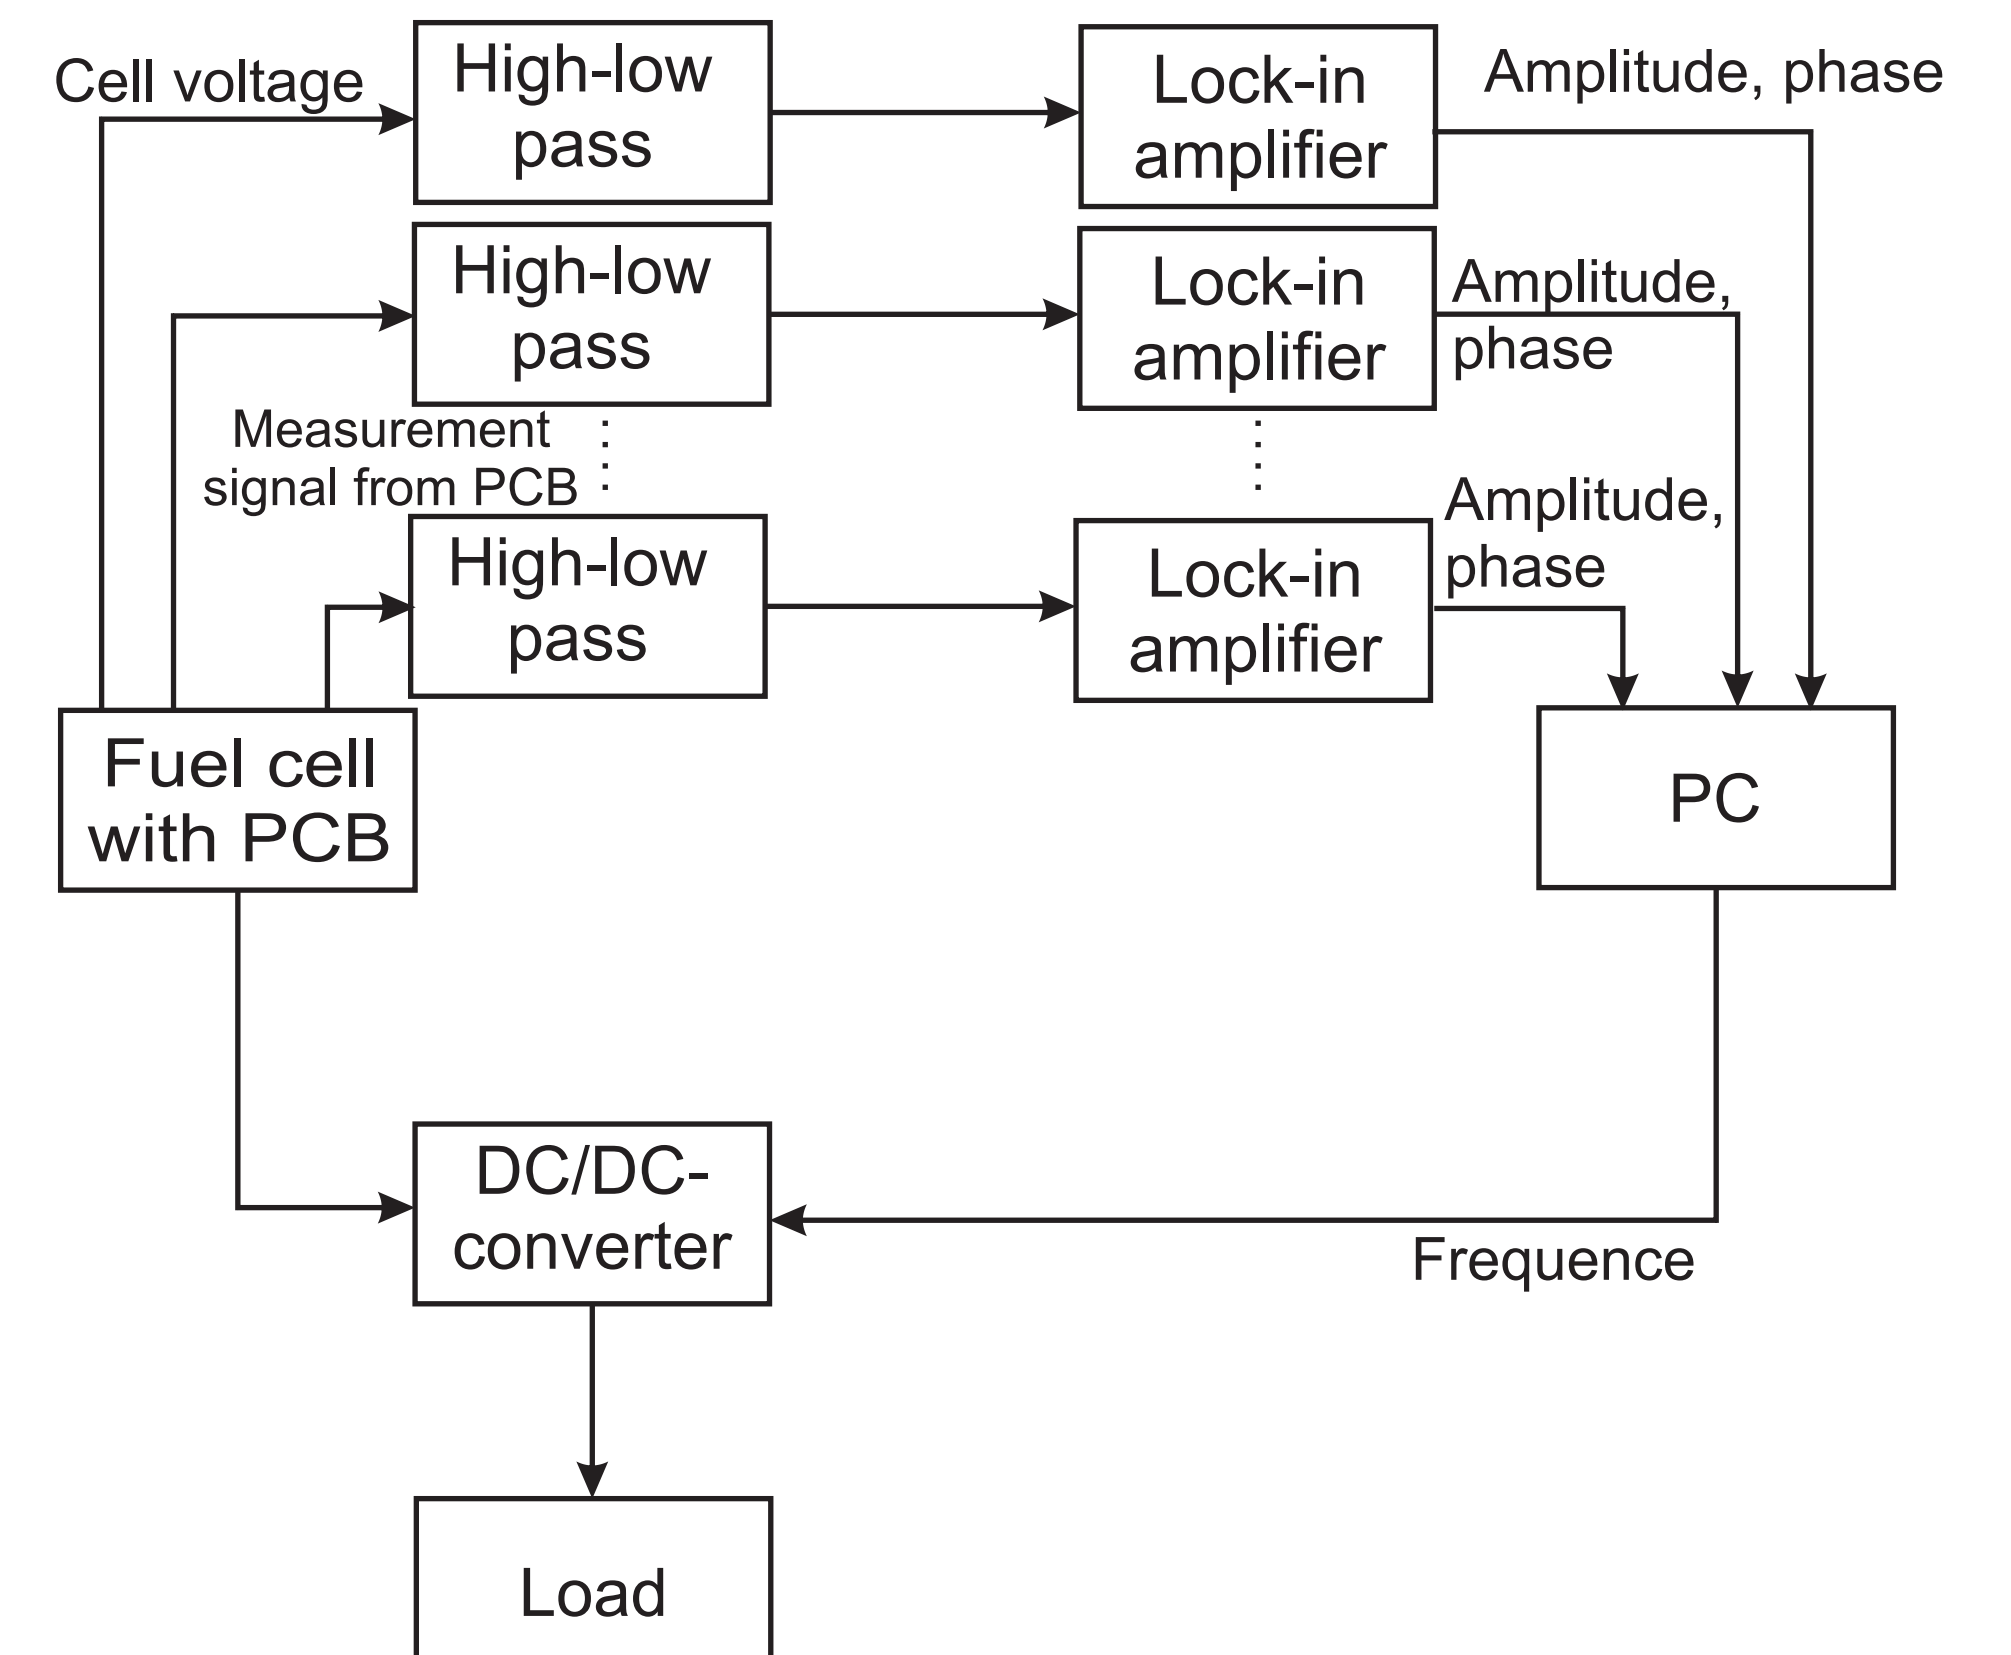 Cell voltage
High-low
pass
Lock-in
amplifier
Amplitude, phase
High-low
pass
Lock-in
amplifier
Amplitude,
phase
Measurement
signal from PCB
High-low
pass
Lock-in
amplifier
Amplitude,
phase
Fuel cell
with PCB
PC
DC/DC-
converter
Frequence
Load